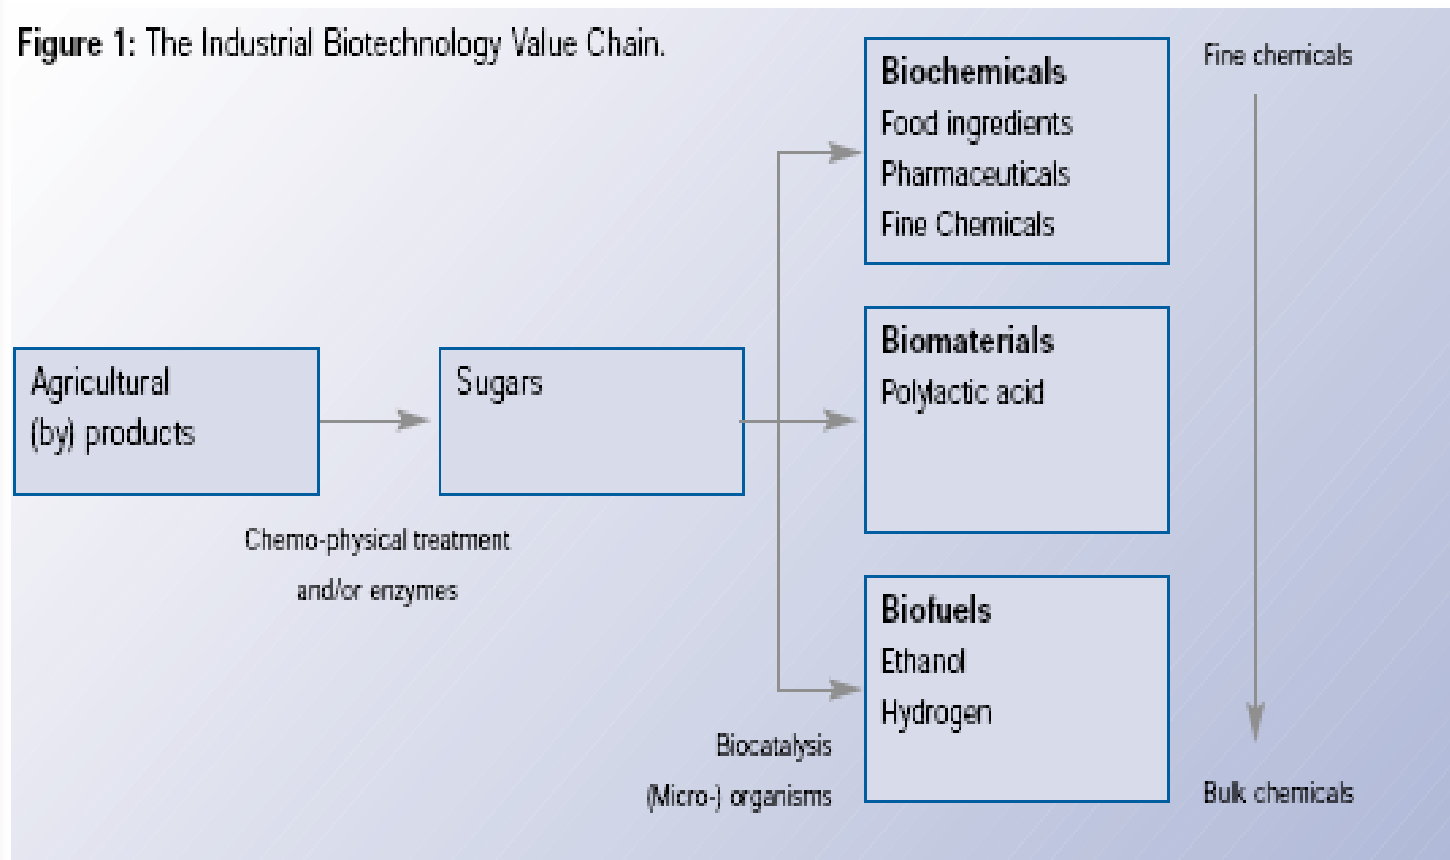 Figure 1: The Industrial Biotechnology Value Chain.
Biochemicals
Food ingredients
Pharmaceuticals
Fine Chemicals
Fine chemicals
Agricultural
(by) products
Sugars
Biomaterials
Polylactic acid
Chemo-physical treatment
and/or enzymes
Biofuels
Ethanol
Hydrogen
Biocatalysis
(Micro-) organisms
Bulk chemicals